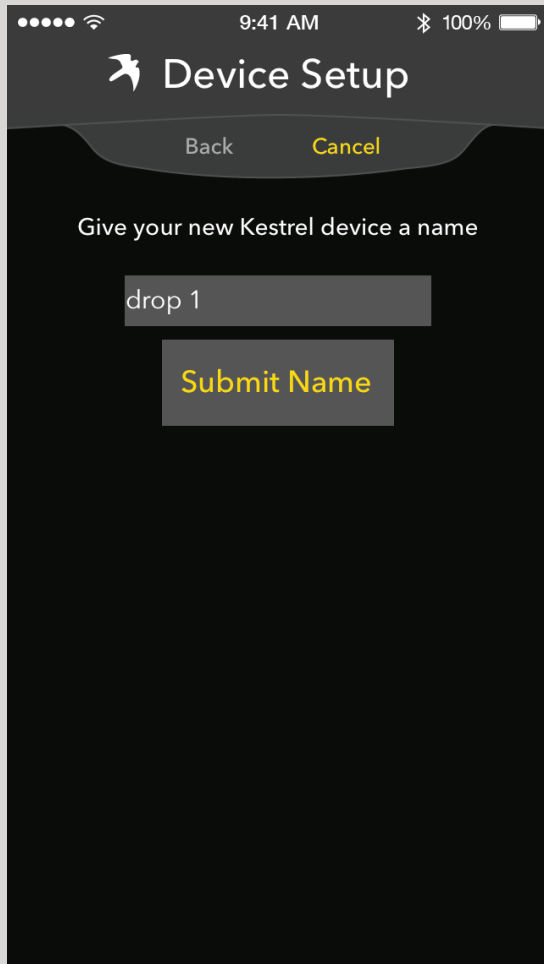 9:41 AM 100%
Device Setup
Back Cancel
Give your new Kestrel device a name
drop 1
Submit Name